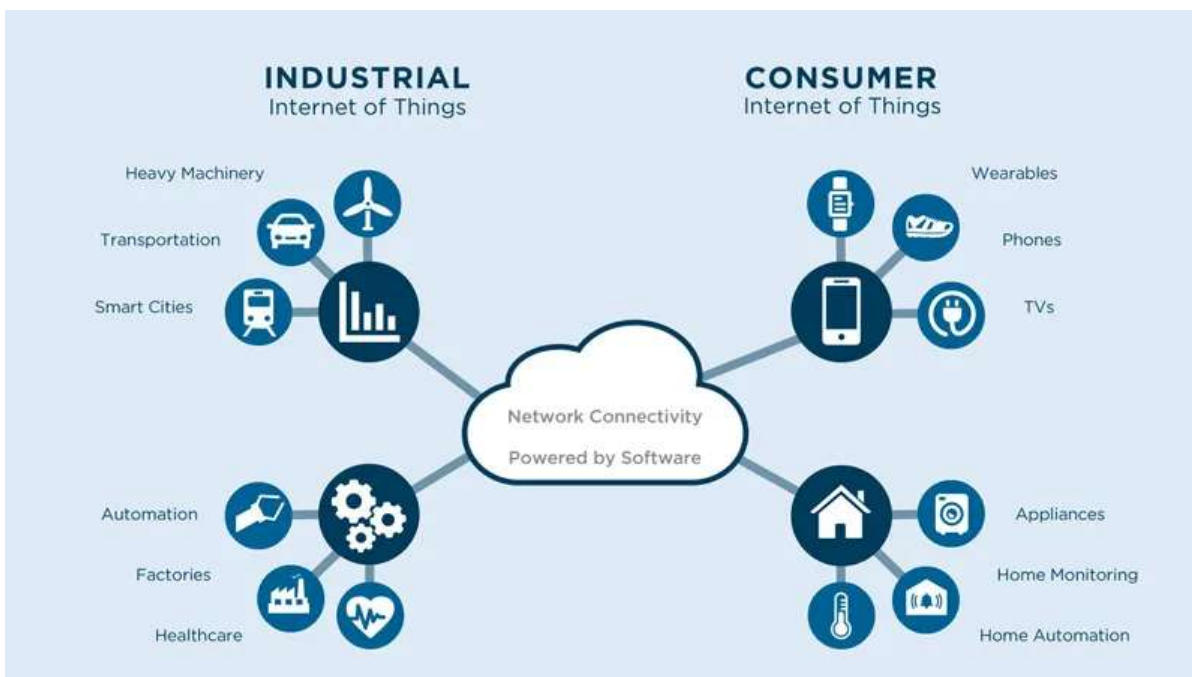 INDUSTRIAL
Internet of Things
CONSUMER
Internet of Things
Heavy Machinery
Transportation
Smart Cities
Wearables
Phones
TVs
Network Connectivity
Powered by Software
Automation
Factories
Healthcare
Appliances
Home Monitoring
Home Automation